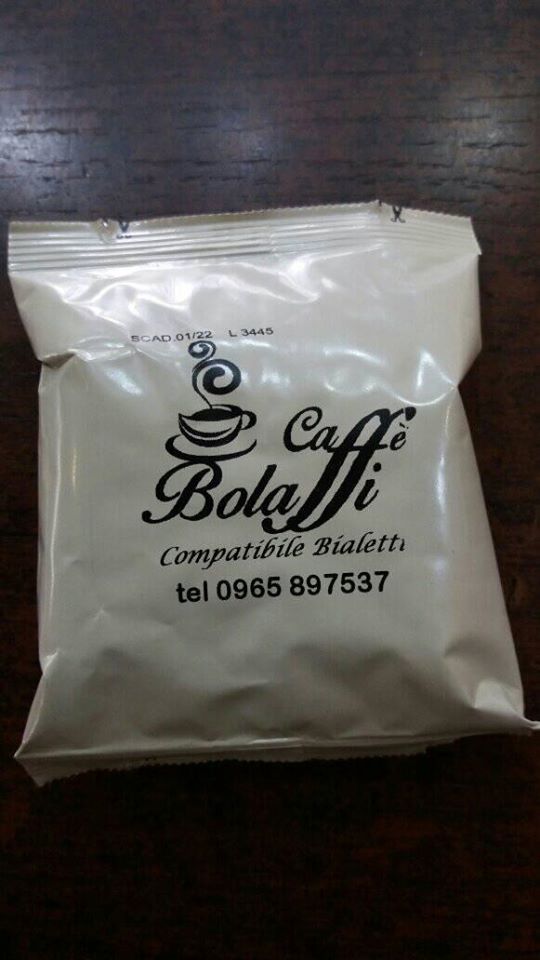 SCAD.01/22 L 3445
Caffè
Bolaffi
Compatibile Bialetti
tel 0965 897537